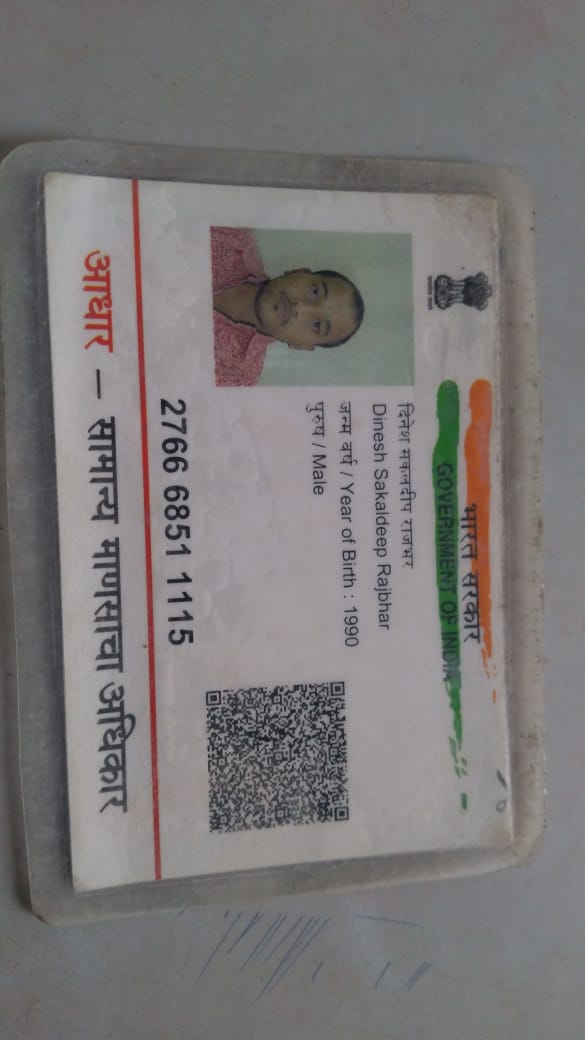 भारत सरकार
GOVERNMENT OF INDIA
दिनेश सकलदीप राजभर
Dinesh Sakaldeep Rajbhar
जन्म वर्ष / Year of Birth : 1990
पुरुष / Male
2766 6851 1115
आधार – सामान्य माणसाचा अधिकार